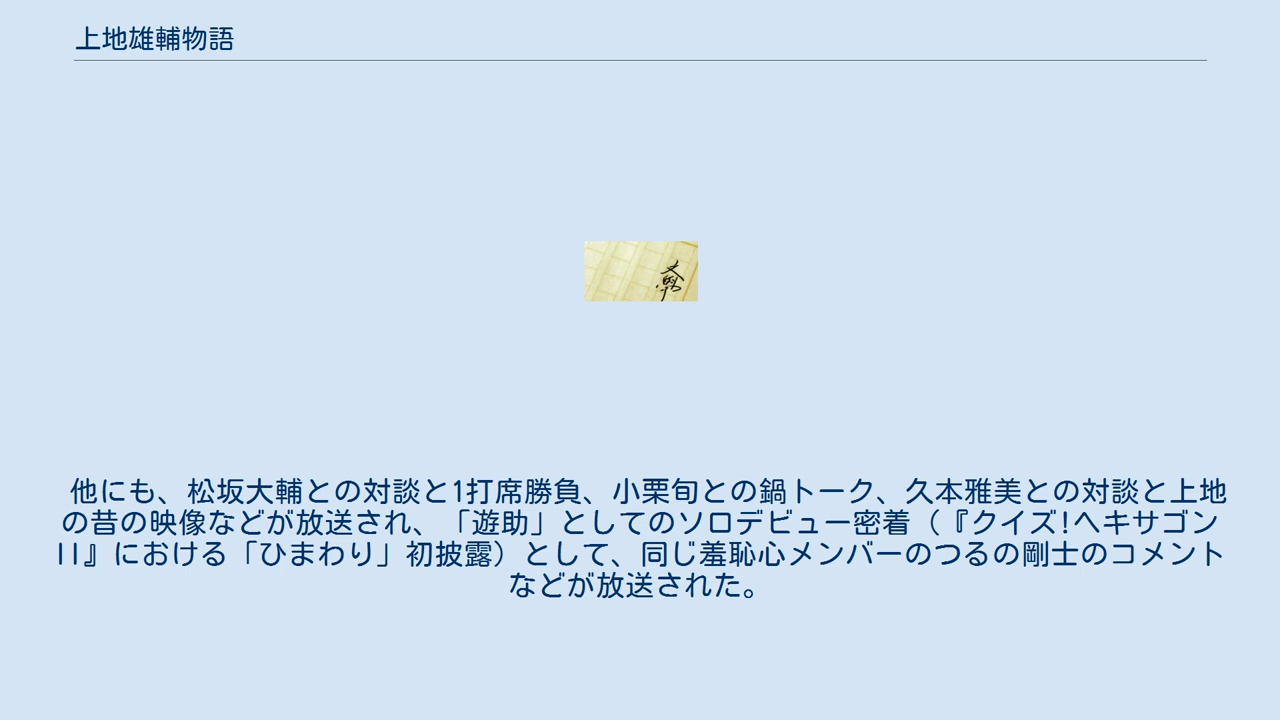 上地雄輔物語
他にも、松坂大輔との対談と1打席勝負、小栗旬との鍋トーク、久本雅美との対談と上地
の昔の映像などが放送され、「遊助」としてのソロデビュー密着（『クイズ!ヘキサゴン
II』における「ひまわり」初披露）として、同じ羞恥心メンバーのつるの剛士のコメント
などが放送された。